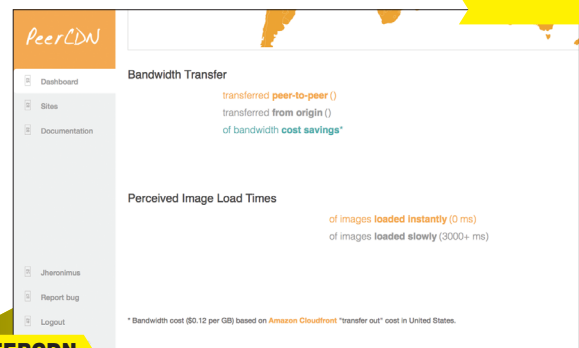 PeerCDN
Dashboard
Sites
Documentation
Bandwidth Transfer
transferred peer-to-peer ()
transferred from origin ()
of bandwidth cost savings*
Perceived Image Load Times
of images loaded instantly (0 ms)
of images loaded slowly (3000+ ms)
Jheronimus
Report bug
Logout
* Bandwidth cost ($0.12 per GB) based on Amazon Cloudfront "transfer out" cost in United States.